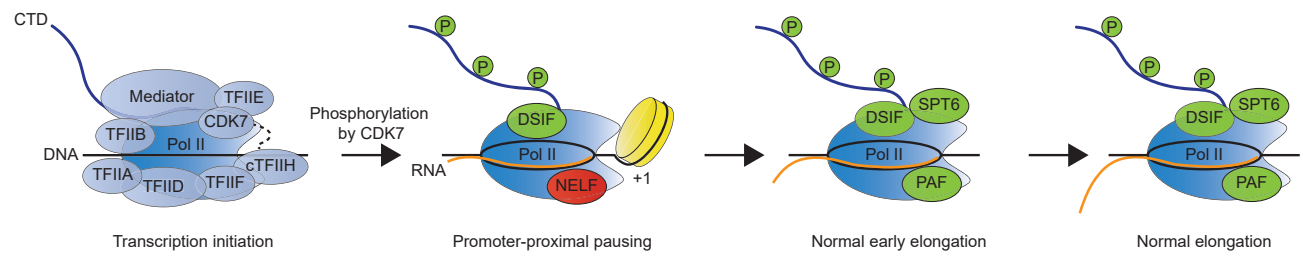 CTD
Mediator
TFIIE
CDK7
TFIIB
Pol II
DNA
cTFIIH
TFIIA
TFIID
TFIIF
Transcription initiation
Phosphorylation
by CDK7
P
P
P
DSIF
Pol II
RNA
NELF
+1
Promoter-proximal pausing
P
P
P
DSIF
SPT6
Pol II
PAF
Normal early elongation
P
P
P
DSIF
SPT6
Pol II
PAF
Normal elongation